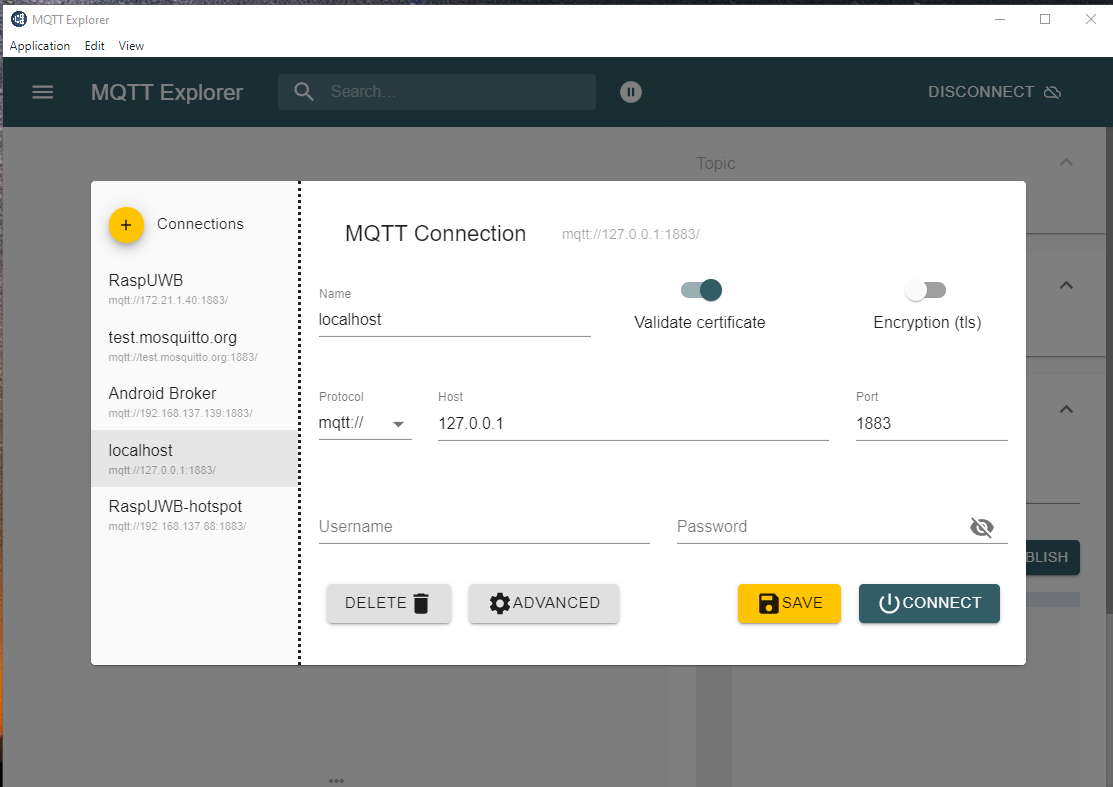 MQTT Explorer
Application Edit View
MQTT Explorer
Search...
DISCONNECT
Topic
Connections
RaspUWB
mqtt://172.21.1.40:1883/
test.mosquitto.org
mqtt://test.mosquitto.org:1883/
Android Broker
mqtt://192.168.137.139:1883/
localhost
mqtt://127.0.0.1:1883/
RaspUWB-hotspot
mqtt://192.168.137.88:1883/
MQTT Connection mqtt://127.0.0.1:1883/
Name
localhost
Validate certificate
Encryption (tls)
Protocol
mqtt://
Host
127.0.0.1
Port
1883
Username
Password
DELETE
ADVANCED
SAVE
CONNECT
BLISH